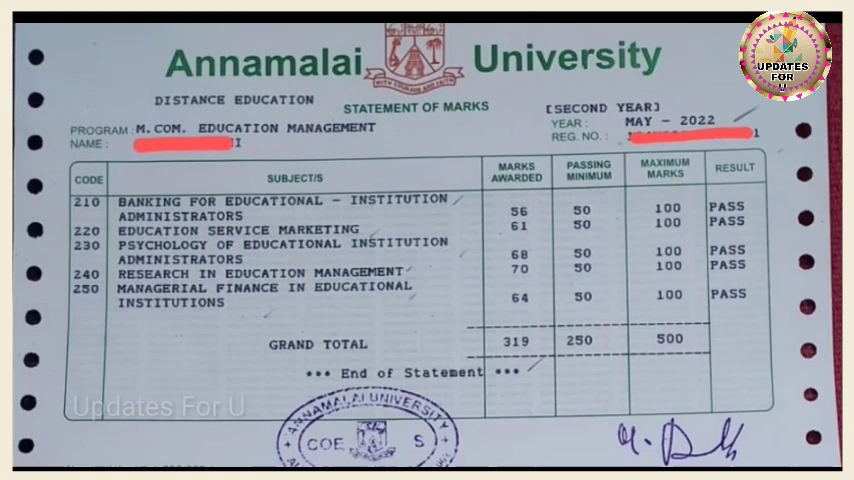 UPDATES
FOR
U
Annamalai University
WITH COURAGE AND FAITH
DISTANCE EDUCATION
STATEMENT OF MARKS
[SECOND YEAR]
PROGRAM : M.COM. EDUCATION MANAGEMENT
YEAR : MAY - 2022
NAME :
REG. NO. :
CODE SUBJECT/S MARKS AWARDED PASSING MINIMUM MAXIMUM MARKS RESULT
210 BANKING FOR EDUCATIONAL - INSTITUTION
ADMINISTRATORS 56 50 100 PASS
220 EDUCATION SERVICE MARKETING 61 50 100 PASS
230 PSYCHOLOGY OF EDUCATIONAL INSTITUTION
ADMINISTRATORS 68 50 100 PASS
240 RESEARCH IN EDUCATION MANAGEMENT 70 50 100 PASS
250 MANAGERIAL FINANCE IN EDUCATIONAL
INSTITUTIONS 64 50 100 PASS
GRAND TOTAL 319 250 500
*** End of Statement ***
Updates For U
ANNAMALAI UNIVERSITY
COE S